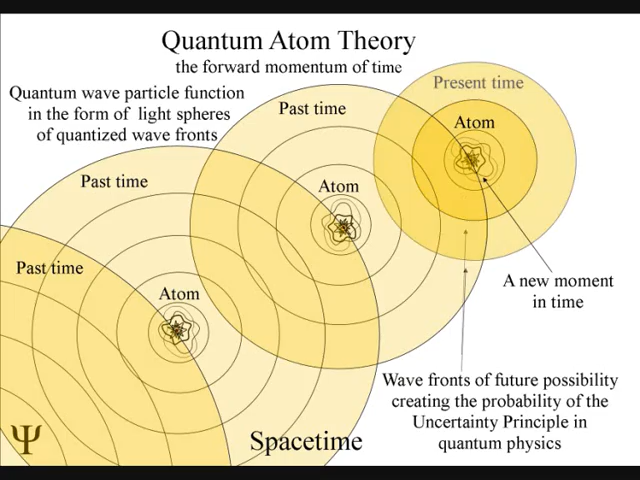 Quantum Atom Theory
the forward momentum of time
Quantum wave particle function
in the form of light spheres
of quantized wave fronts
Past time
Present time
Atom
Past time
Atom
Past time
Atom
A new moment
in time
Wave fronts of future possibility
creating the probability of the
Uncertainty Principle in
quantum physics
Ψ
Spacetime